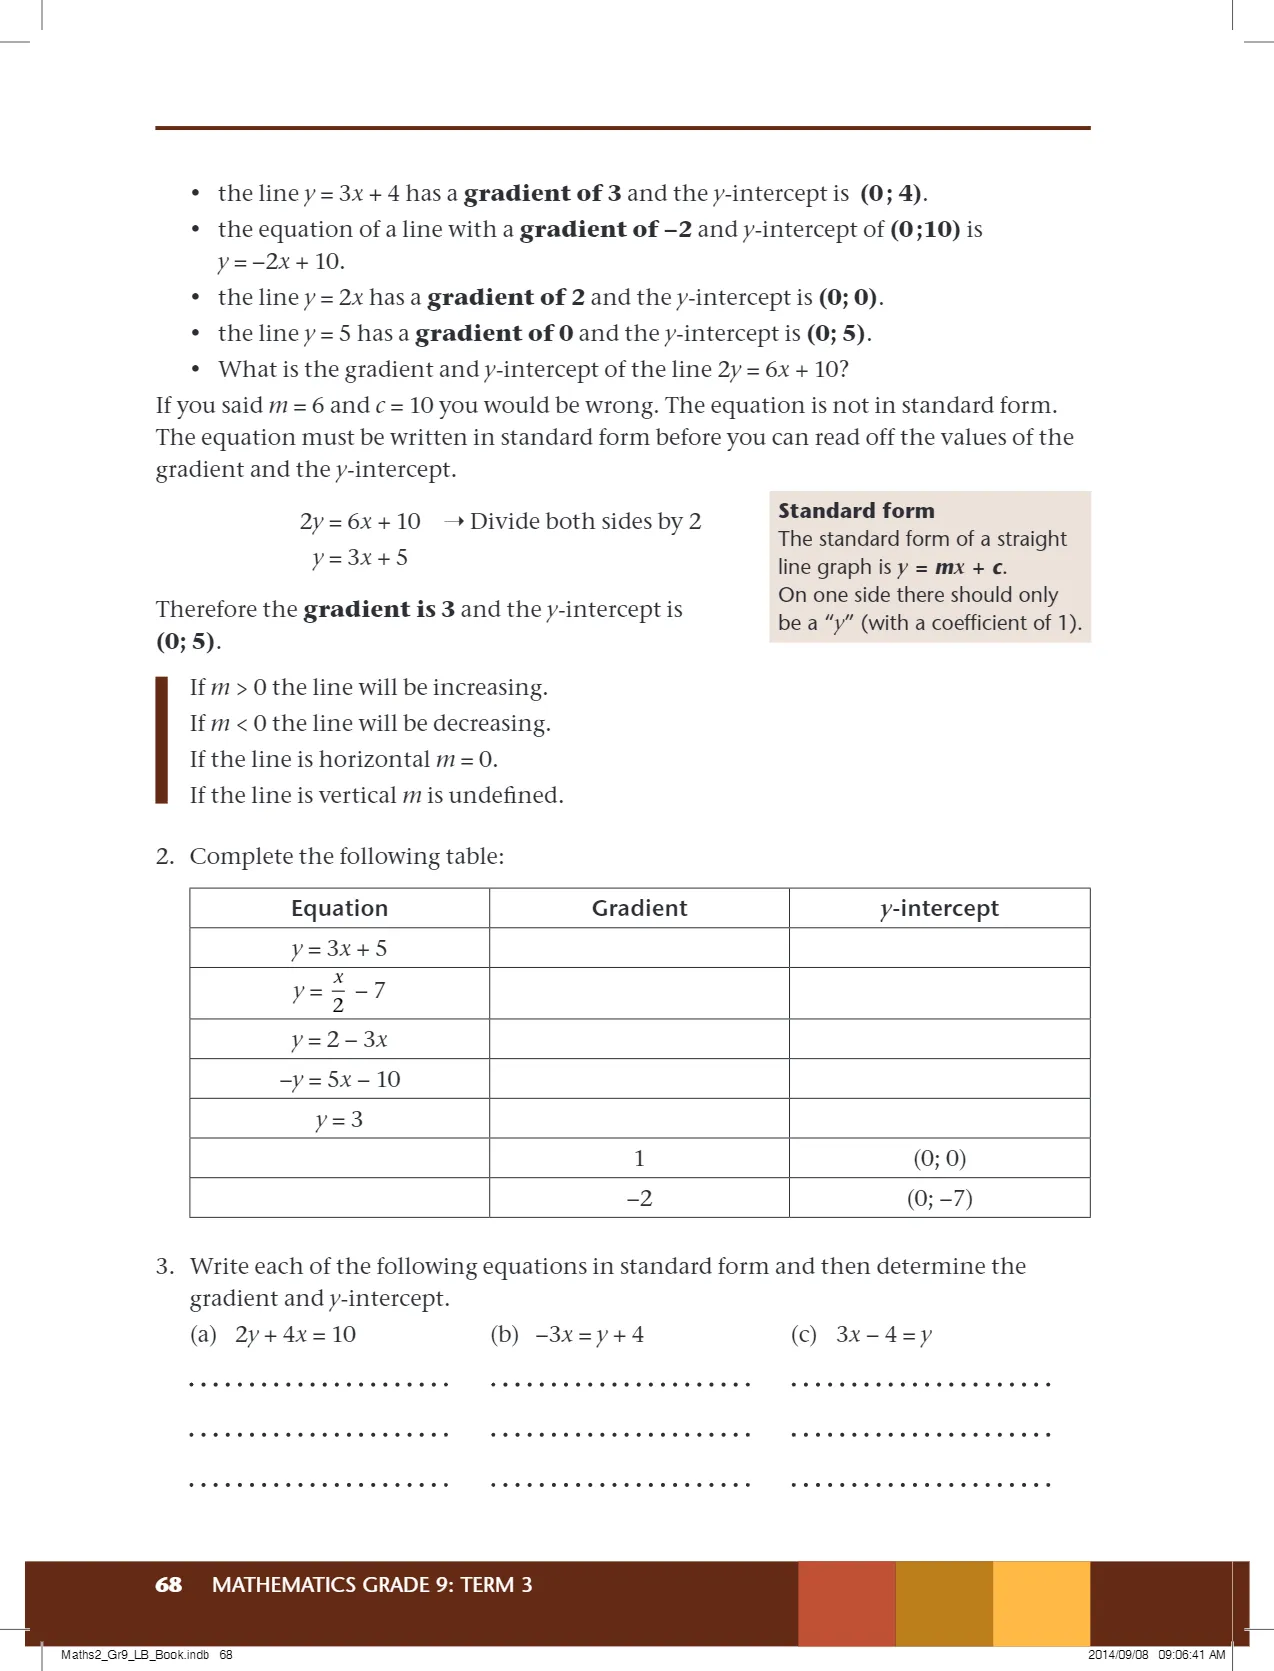 • the line y = 3x + 4 has a gradient of 3 and the y-intercept is (0; 4).
• the equation of a line with a gradient of –2 and y-intercept of (0;10) is
y = –2x + 10.
• the line y = 2x has a gradient of 2 and the y-intercept is (0; 0).
• the line y = 5 has a gradient of 0 and the y-intercept is (0; 5).
• What is the gradient and y-intercept of the line 2y = 6x + 10?
If you said m = 6 and c = 10 you would be wrong. The equation is not in standard form.
The equation must be written in standard form before you can read off the values of the
gradient and the y-intercept.
2y = 6x + 10 → Divide both sides by 2
y = 3x + 5
Therefore the gradient is 3 and the y-intercept is
(0; 5).
Standard form
The standard form of a straight
line graph is y = mx + c.
On one side there should only
be a “y” (with a coefficient of 1).
If m > 0 the line will be increasing.
If m < 0 the line will be decreasing.
If the line is horizontal m = 0.
If the line is vertical m is undefined.
2. Complete the following table:
Equation Gradient y-intercept
y = 3x + 5
y = x/2 – 7
y = 2 – 3x
–y = 5x – 10
y = 3
1 (0; 0)
–2 (0; –7)
3. Write each of the following equations in standard form and then determine the
gradient and y-intercept.
(a) 2y + 4x = 10 (b) –3x = y + 4 (c) 3x – 4 = y
68 MATHEMATICS GRADE 9: TERM 3
Maths2_Gr9_LB_Book.indb 68 2014/09/08 09:06:41 AM